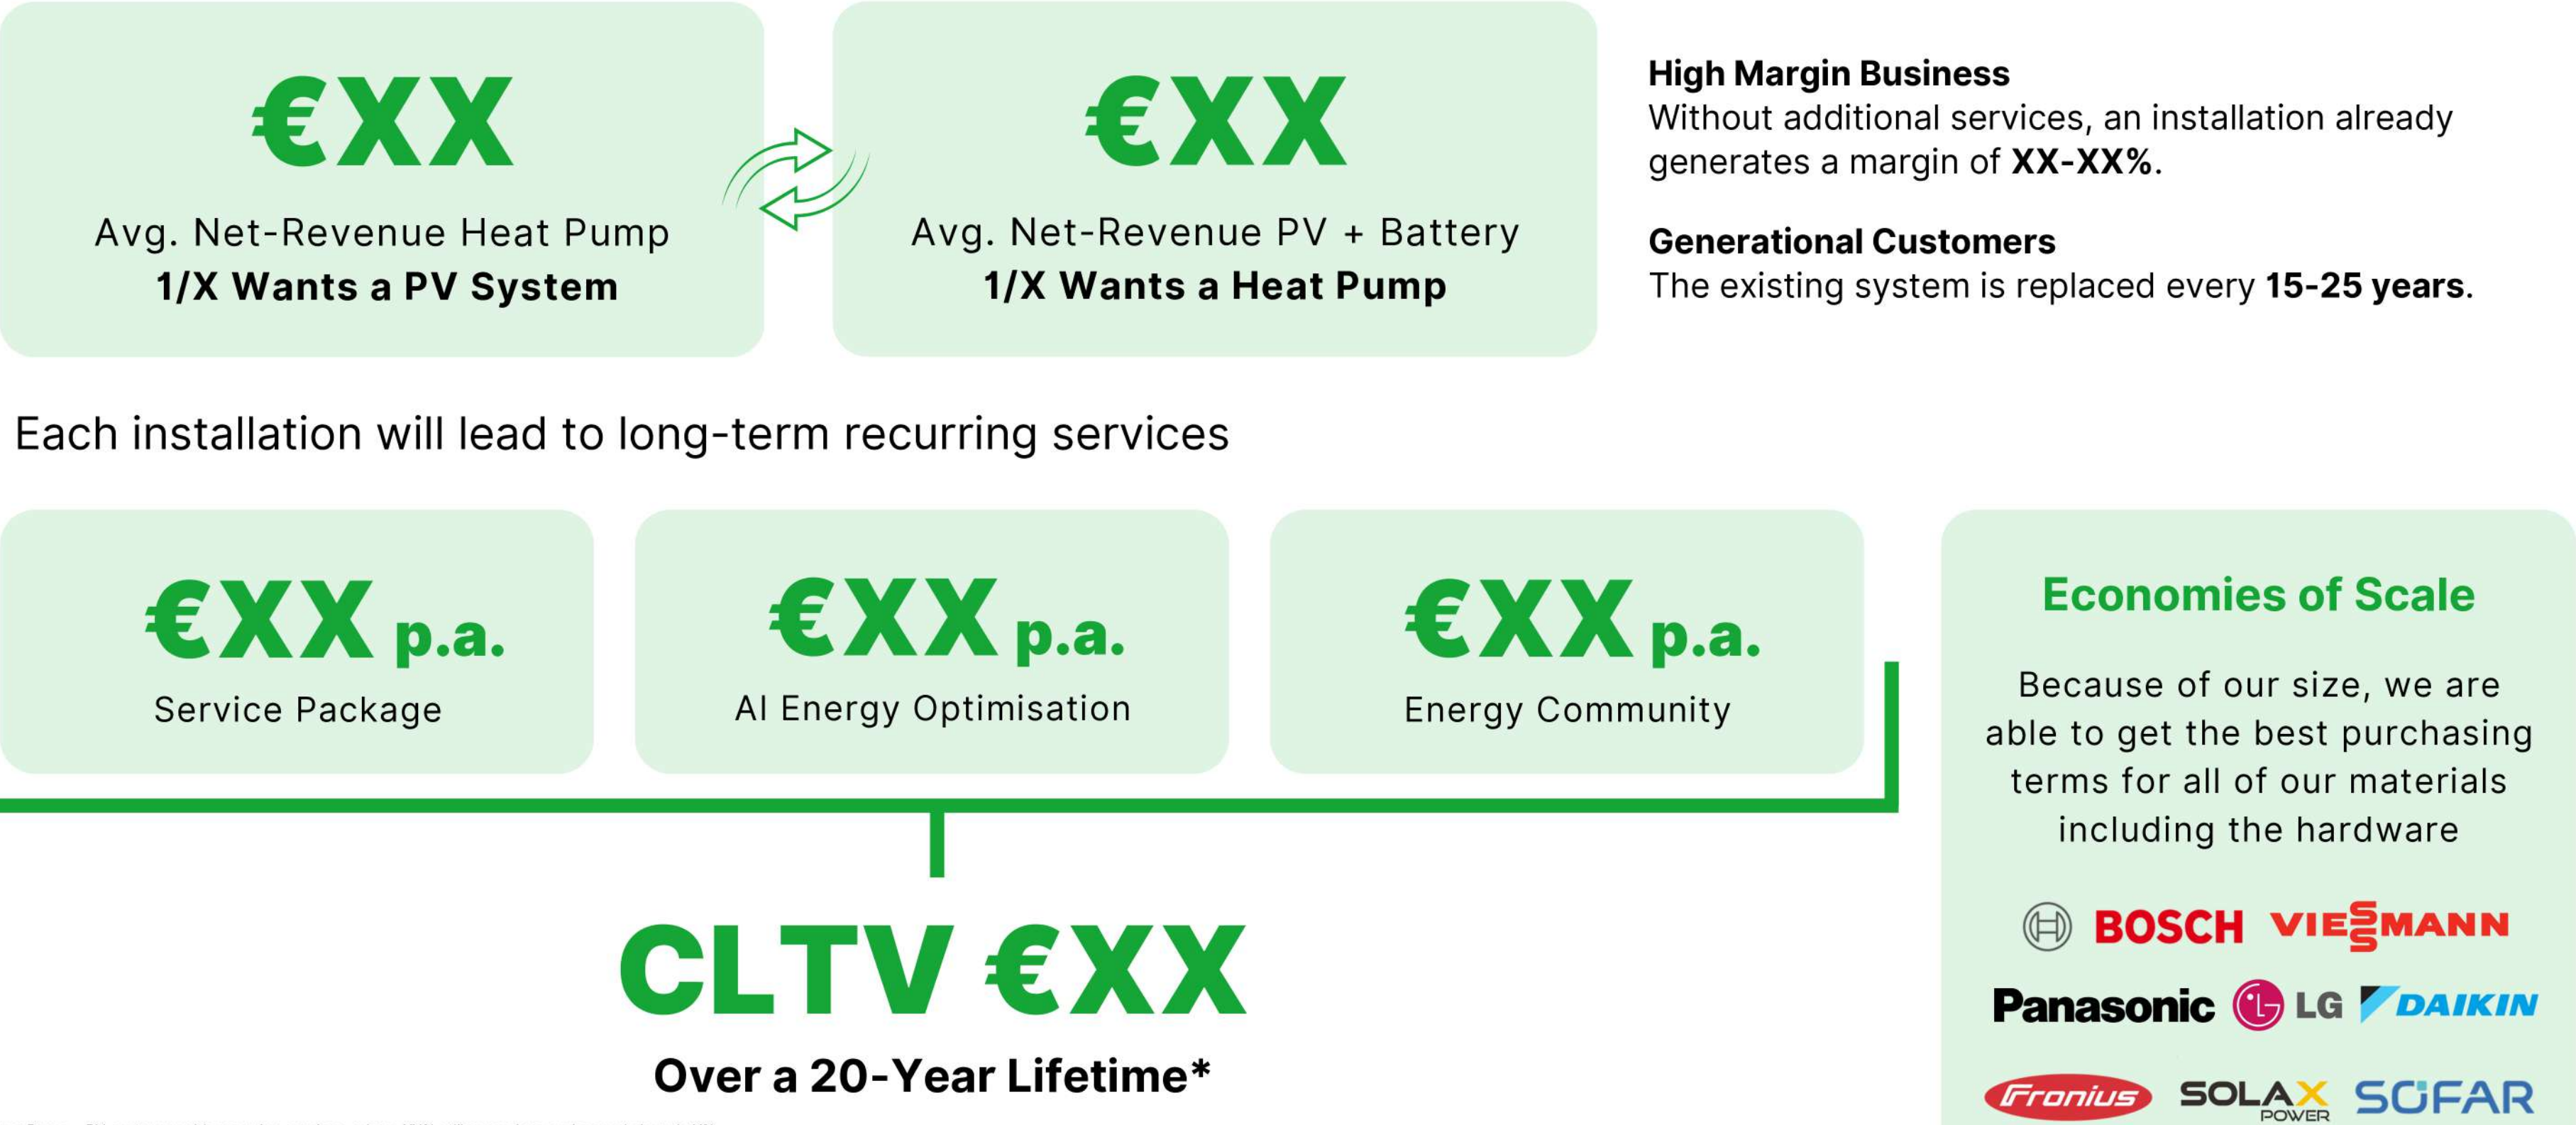 €XX
Avg. Net-Revenue Heat Pump
1/X Wants a PV System
€XX
Avg. Net-Revenue PV + Battery
1/X Wants a Heat Pump
High Margin Business
Without additional services, an installation already
generates a margin of XX-XX%.
Generational Customers
The existing system is replaced every 15-25 years.
Each installation will lead to long-term recurring services
€XX p.a.
Service Package
€XX p.a.
AI Energy Optimisation
€XX p.a.
Energy Community
CLTV €XX
Over a 20-Year Lifetime*
Economies of Scale
Because of our size, we are
able to get the best purchasing
terms for all of our materials
including the hardware
BOSCH VIESSMANN
Panasonic LG DAIKIN
Fronius SOLAX POWER SOFAR